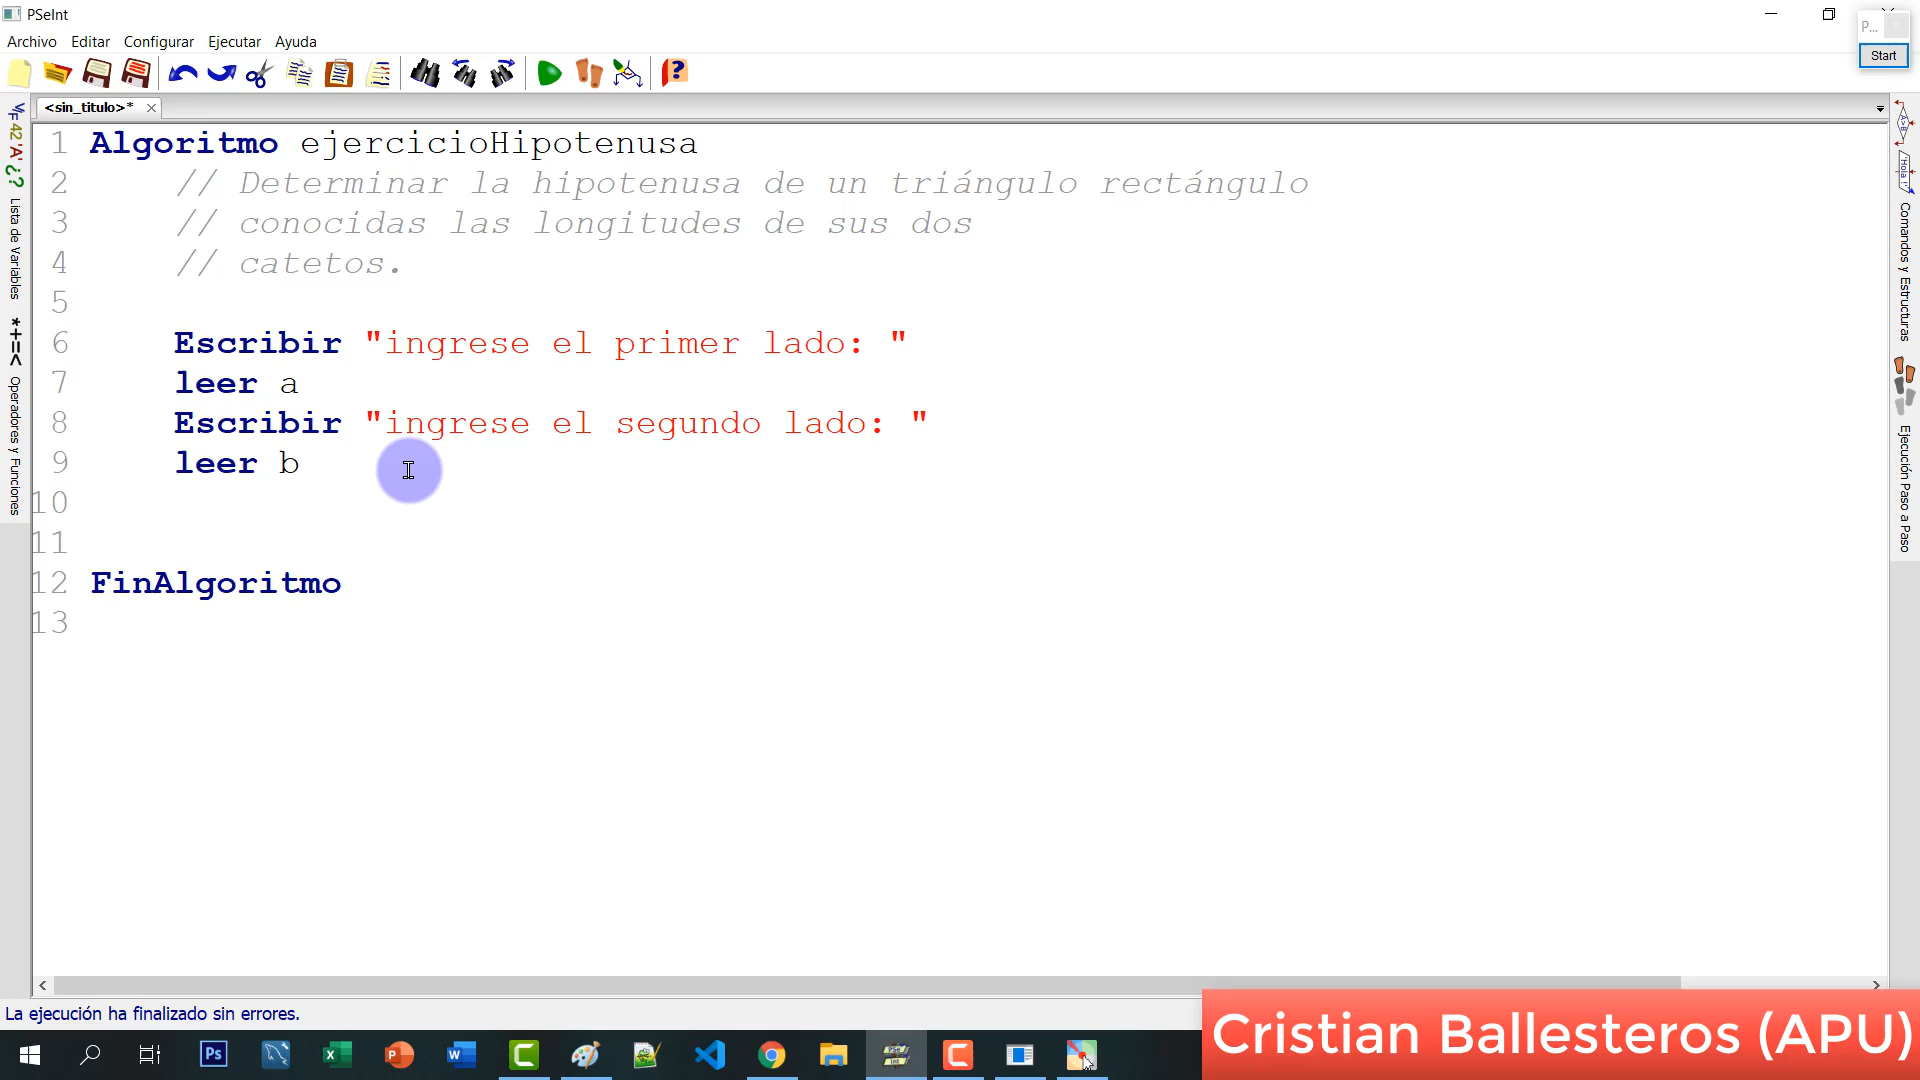 PSeInt
P...
Archivo Editar Configurar Ejecutar Ayuda
Start
<sin_titulo>*
1 Algoritmo ejercicioHipotenusa
2 // Determinar la hipotenusa de un triángulo rectángulo
3 // conocidas las longitudes de sus dos
4 // catetos.
5
6 Escribir "ingrese el primer lado: "
7 leer a
8 Escribir "ingrese el segundo lado: "
9 leer b
10
11
12 FinAlgoritmo
13
42 'A' ¿? Lista de Variables
*+=< Operadores y Funciones
Comandos y Estructuras
Ejecución Paso a Paso
La ejecución ha finalizado sin errores.
Cristian Ballesteros (APU)
Ps